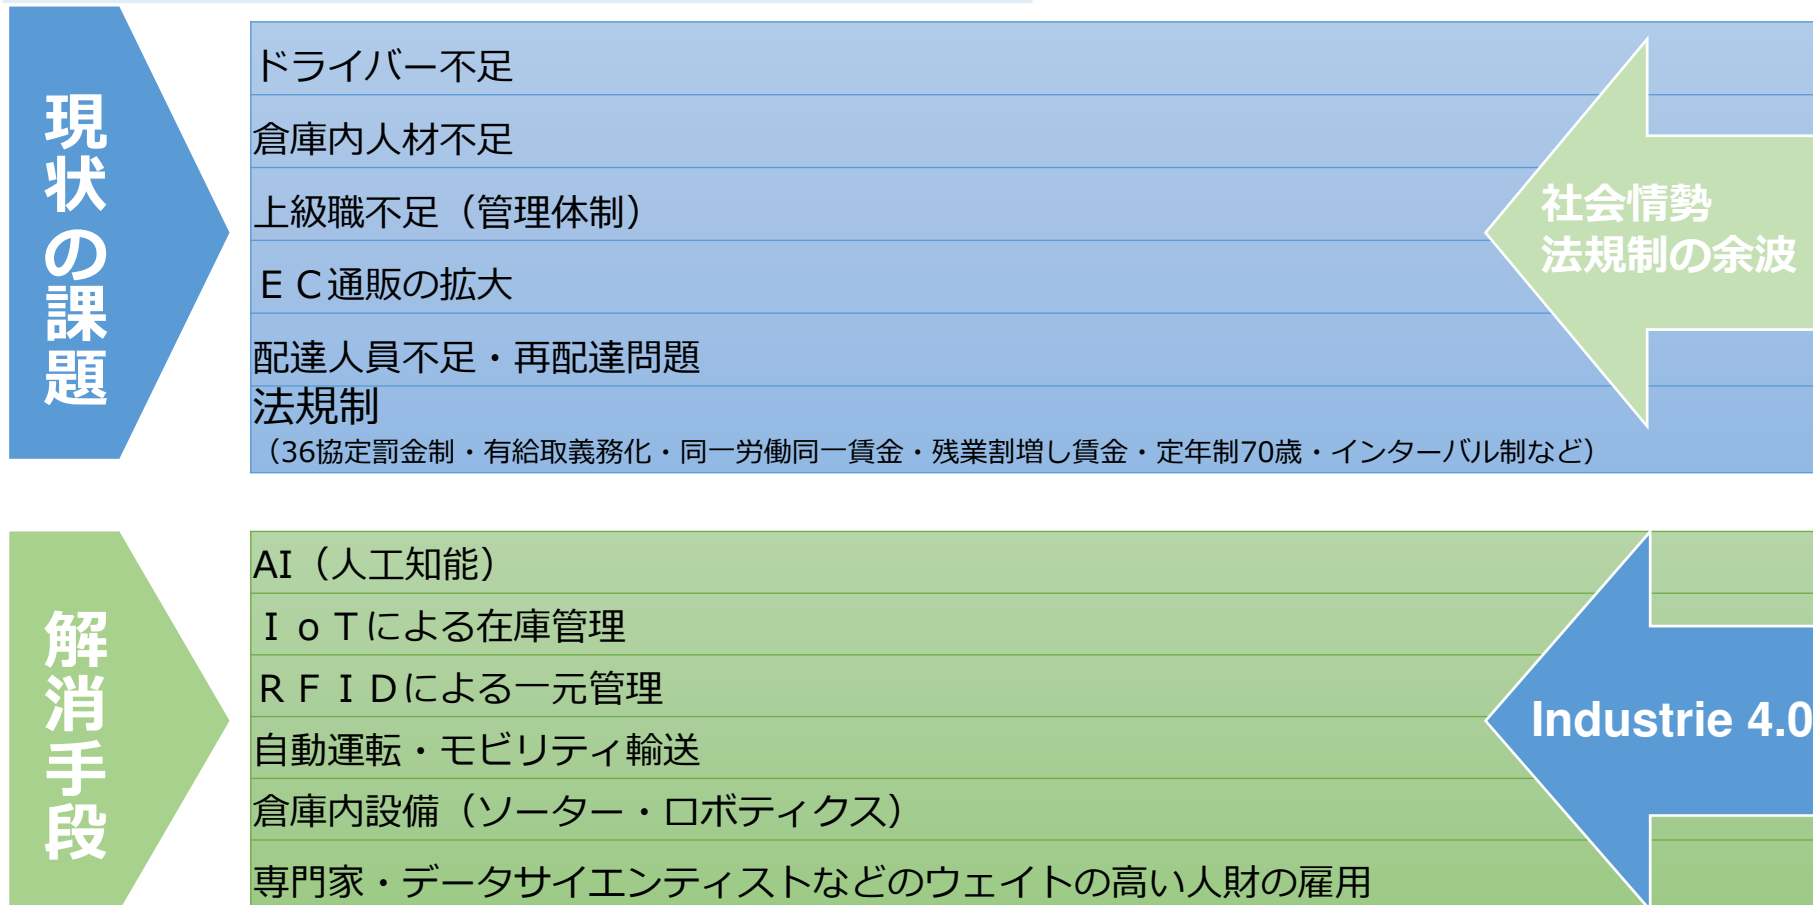 現状の課題
ドライバー不足
倉庫内人材不足
上級職不足（管理体制）
ＥＣ通販の拡大
配達人員不足・再配達問題
法規制
（36協定罰金制・有給取義務化・同一労働同一賃金・残業割増し賃金・定年制70歳・インターバル制など）
社会情勢
法規制の余波
解消手段
AI（人工知能）
ＩｏＴによる在庫管理
ＲＦＩＤによる一元管理
自動運転・モビリティ輸送
倉庫内設備（ソーター・ロボティクス）
専門家・データサイエンティストなどのウェイトの高い人財の雇用
Industrie 4.0